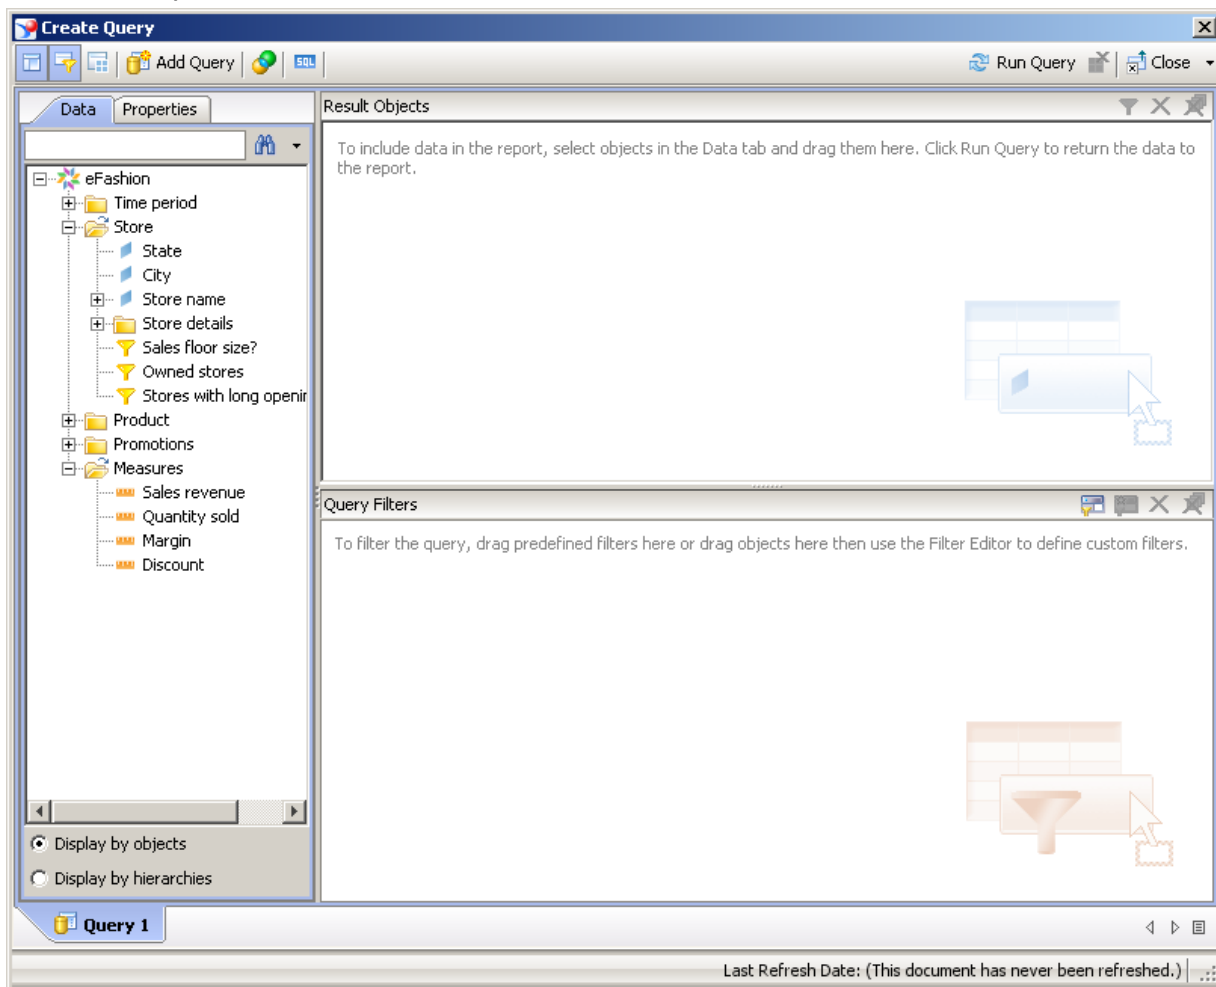 Create Query
Add Query
SQL
Run Query
Close
Data
Properties
Result Objects
To include data in the report, select objects in the Data tab and drag them here. Click Run Query to return the data to
the report.
eFashion
Time period
Store
State
City
Store name
Store details
Sales floor size?
Owned stores
Stores with long openin
Product
Promotions
Measures
Sales revenue
Quantity sold
Margin
Discount
Query Filters
To filter the query, drag predefined filters here or drag objects here then use the Filter Editor to define custom filters.
Display by objects
Display by hierarchies
Query 1
Last Refresh Date: (This document has never been refreshed.)